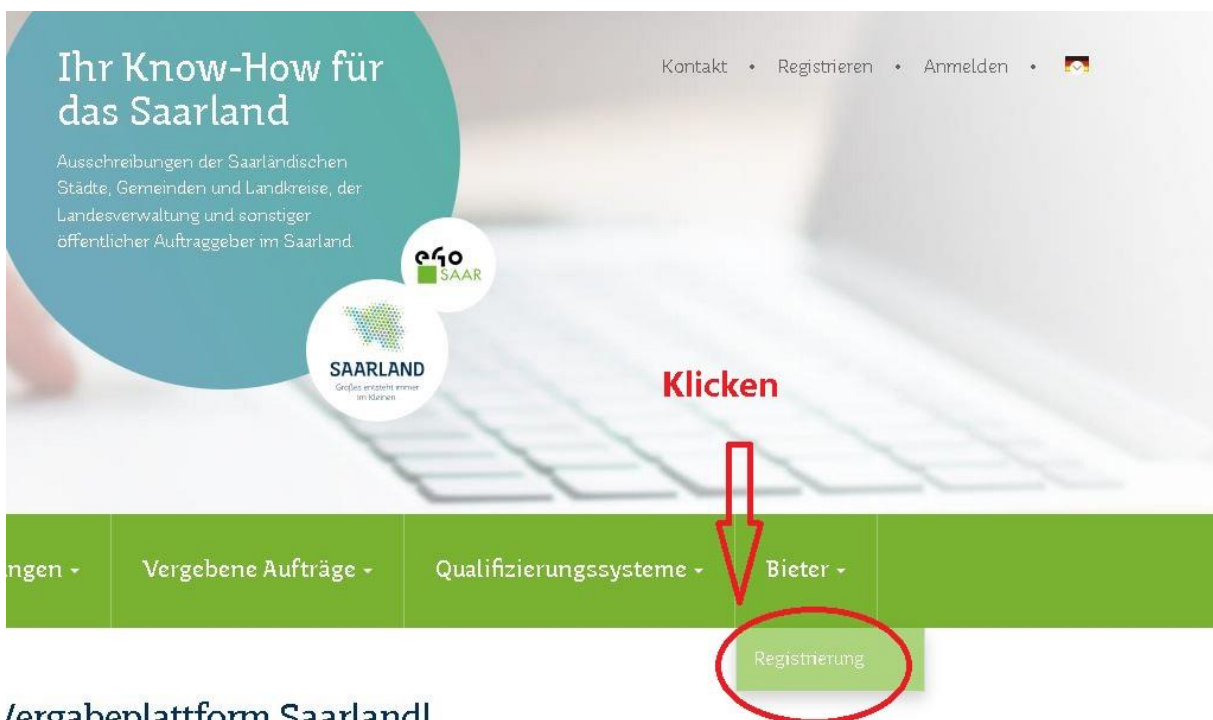 Ihr Know-How für
das Saarland
Kontakt • Registrieren • Anmelden •
Ausschreibungen der Saarländischen
Städte, Gemeinden und Landkreise, der
Landesverwaltung und sonstiger
öffentlicher Auftraggeber im Saarland.
eGo
SAAR
SAARLAND
Großes entsteht immer
im Kleinen
Klicken
ngen
Vergebene Aufträge
Qualifizierungssysteme
Bieter
Registrierung
Vergabeplattform Saarland!